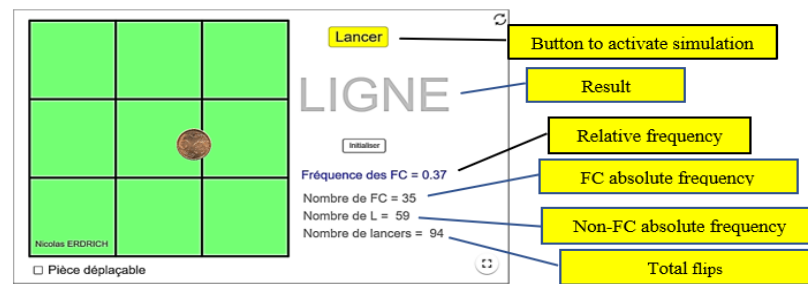 Lancer
Button to activate simulation
LIGNE
Result
Initialiser
Relative frequency
Fréquence des FC = 0.37
FC absolute frequency
Nombre de FC = 35
Nombre de L = 59
Non-FC absolute frequency
Nombre de lancers = 94
Nicolas ERDRICH
Total flips
Pièce déplaçable